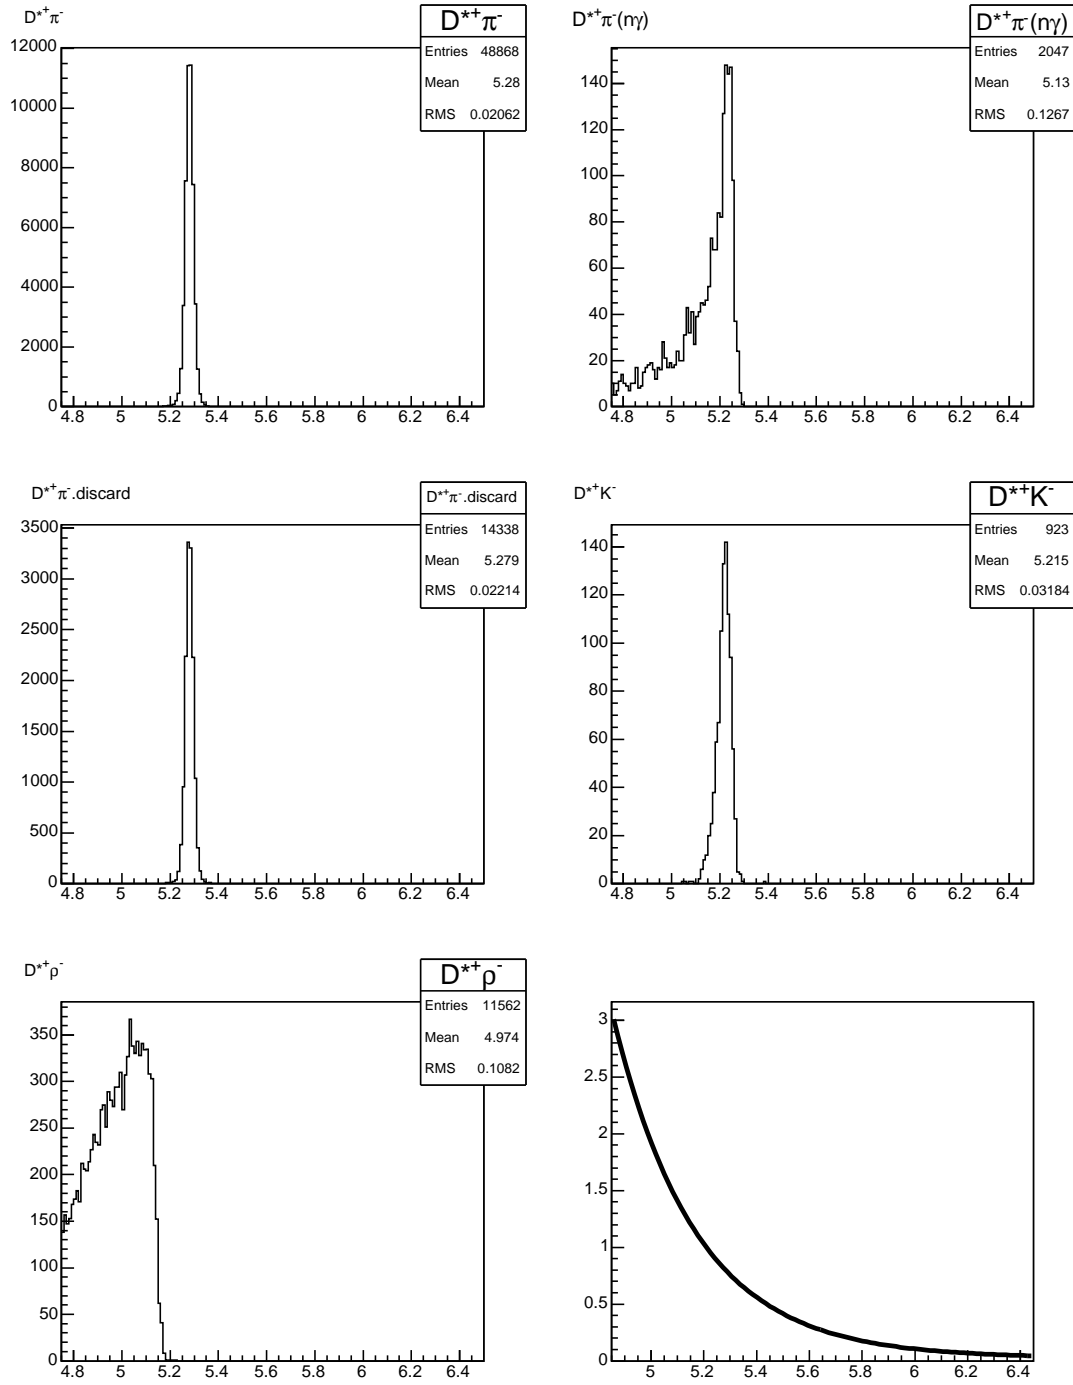 D*+π-
D*+π-
Entries 48868
Mean 5.28
RMS 0.02062
12000
10000
8000
6000
4000
2000
0
4.8 5 5.2 5.4 5.6 5.8 6 6.2 6.4
D*+π-(nγ)
D*+π-(nγ)
Entries 2047
Mean 5.13
RMS 0.1267
140
120
100
80
60
40
20
0
4.8 5 5.2 5.4 5.6 5.8 6 6.2 6.4
D*+π-.discard
D*+π-.discard
Entries 14338
Mean 5.279
RMS 0.02214
3500
3000
2500
2000
1500
1000
500
0
4.8 5 5.2 5.4 5.6 5.8 6 6.2 6.4
D*+K-
D*+K-
Entries 923
Mean 5.215
RMS 0.03184
140
120
100
80
60
40
20
0
4.8 5 5.2 5.4 5.6 5.8 6 6.2 6.4
D*+ρ-
D*+ρ-
Entries 11562
Mean 4.974
RMS 0.1082
350
300
250
200
150
100
50
0
4.8 5 5.2 5.4 5.6 5.8 6 6.2 6.4
3
2.5
2
1.5
1
0.5
0
5 5.2 5.4 5.6 5.8 6 6.2 6.4